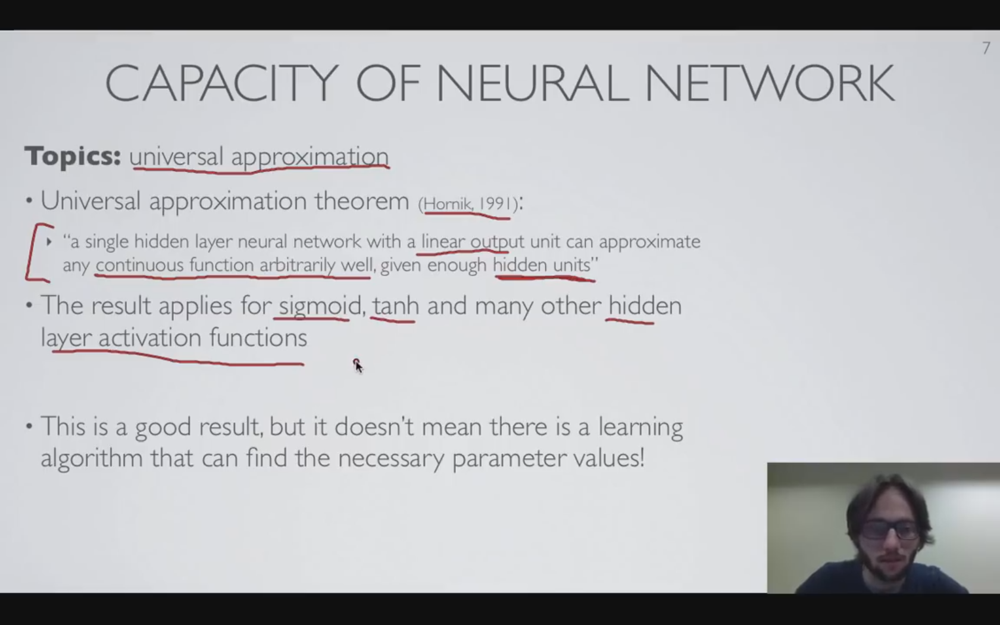 7
CAPACITY OF NEURAL NETWORK
Topics: universal approximation
• Universal approximation theorem (Hornik, 1991):
‣ “a single hidden layer neural network with a linear output unit can approximate
any continuous function arbitrarily well, given enough hidden units”
• The result applies for sigmoid, tanh and many other hidden
layer activation functions
• This is a good result, but it doesn’t mean there is a learning
algorithm that can find the necessary parameter values!